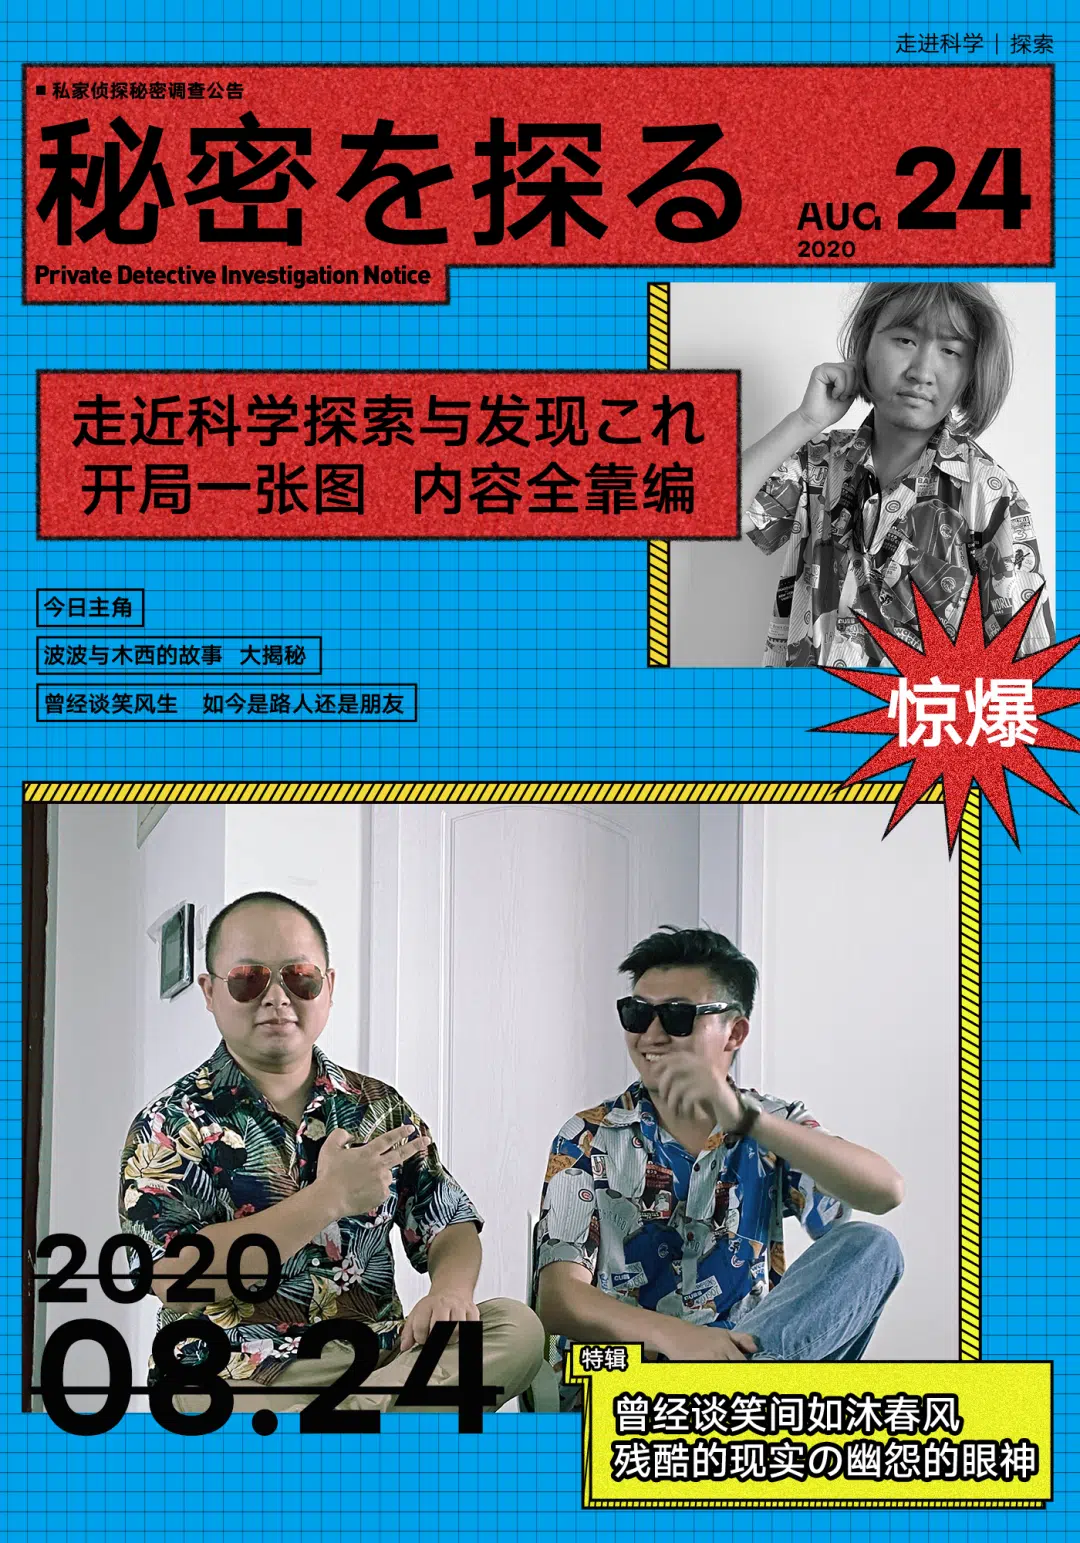 走进科学｜探索
■ 私家侦探秘密调查公告
秘密を探る
AUG 24
2020
Private Detective Investigation Notice
走近科学探索与发现これ
开局一张图 内容全靠编
今日主角
波波与木西的故事 大揭秘
曾经谈笑风生 如今是路人还是朋友
惊爆
2020
08.24
特辑
曾经谈笑间如沐春风
残酷的现实の幽怨的眼神